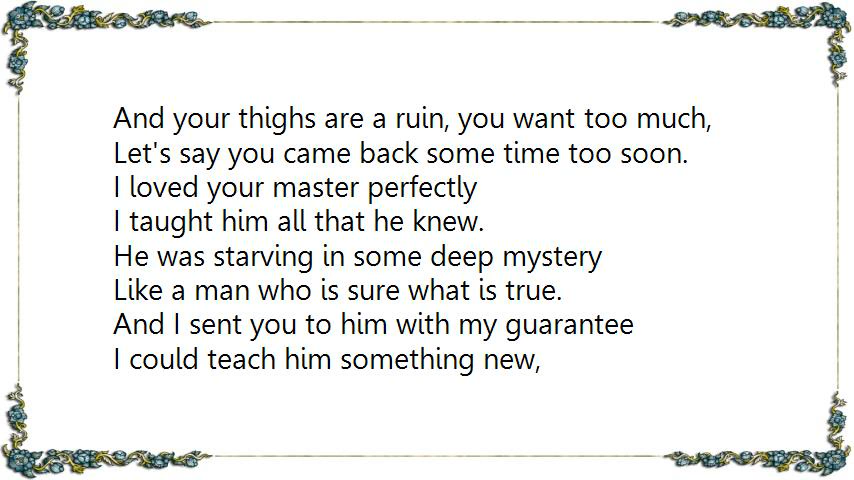 And your thighs are a ruin, you want too much,
Let's say you came back some time too soon.
I loved your master perfectly
I taught him all that he knew.
He was starving in some deep mystery
Like a man who is sure what is true.
And I sent you to him with my guarantee
I could teach him something new,